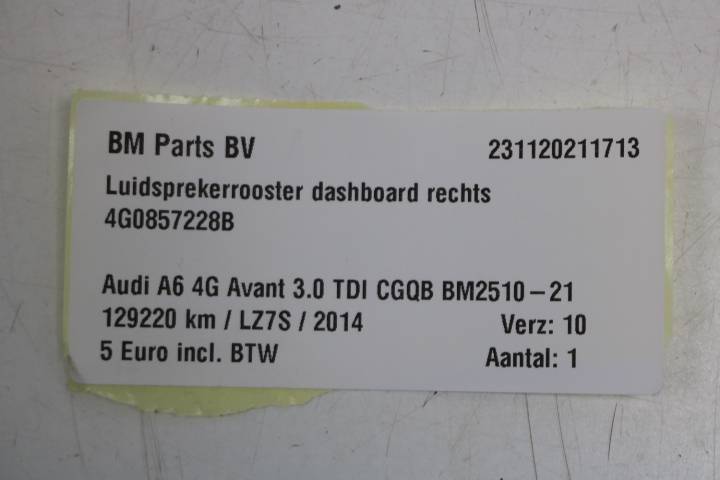 BM Parts BV 231120211713
Luidsprekerrooster dashboard rechts
4G0857228B
Audi A6 4G Avant 3.0 TDI CGQB BM2510-21
129220 km / LZ7S / 2014 Verz: 10
5 Euro incl. BTW Aantal: 1